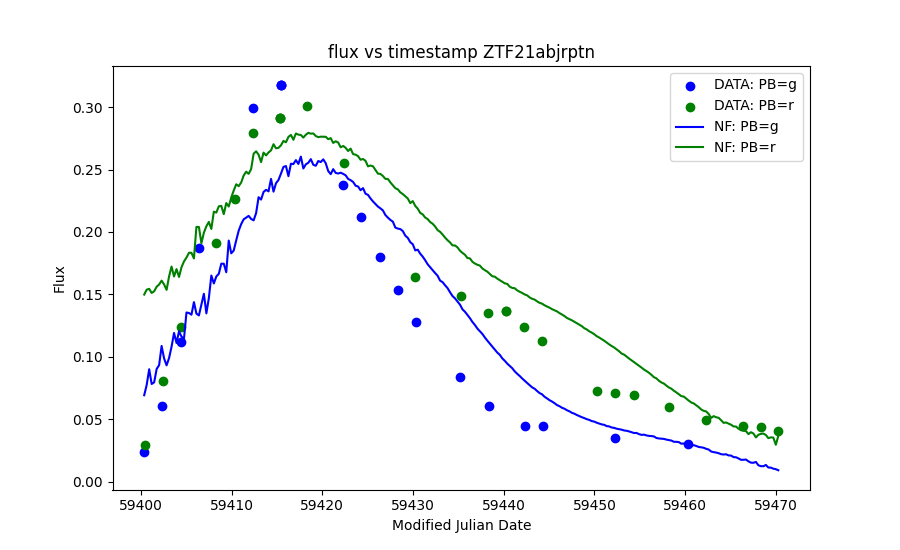 flux vs timestamp ZTF21abjrptn
DATA: PB=g
DATA: PB=r
NF: PB=g
NF: PB=r
Flux
0.30
0.25
0.20
0.15
0.10
0.05
0.00
59400 59410 59420 59430 59440 59450 59460 59470
Modified Julian Date